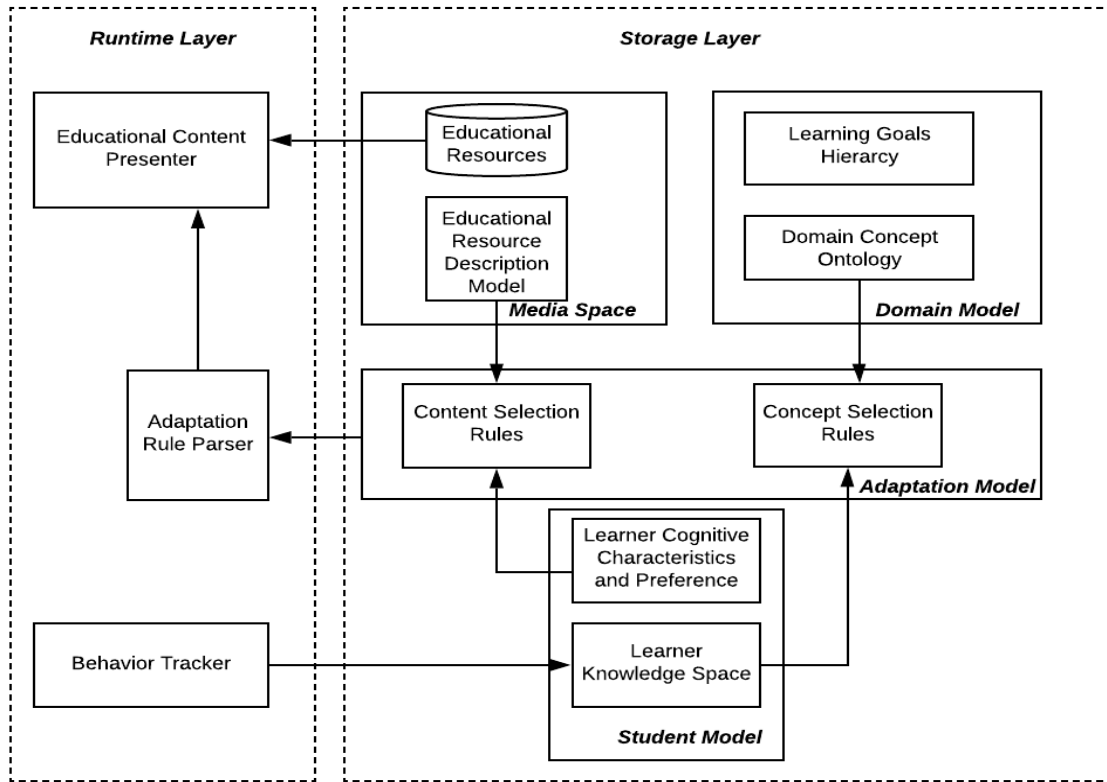 Runtime Layer
Storage Layer
Educational Content
Presenter
Educational
Resources
Educational
Resource
Description
Model
Media Space
Learning Goals
Hierarcy
Domain Concept
Ontology
Domain Model
Adaptation
Rule Parser
Content Selection
Rules
Concept Selection
Rules
Adaptation Model
Learner Cognitive
Characteristics
and Preference
Behavior Tracker
Learner
Knowledge Space
Student Model